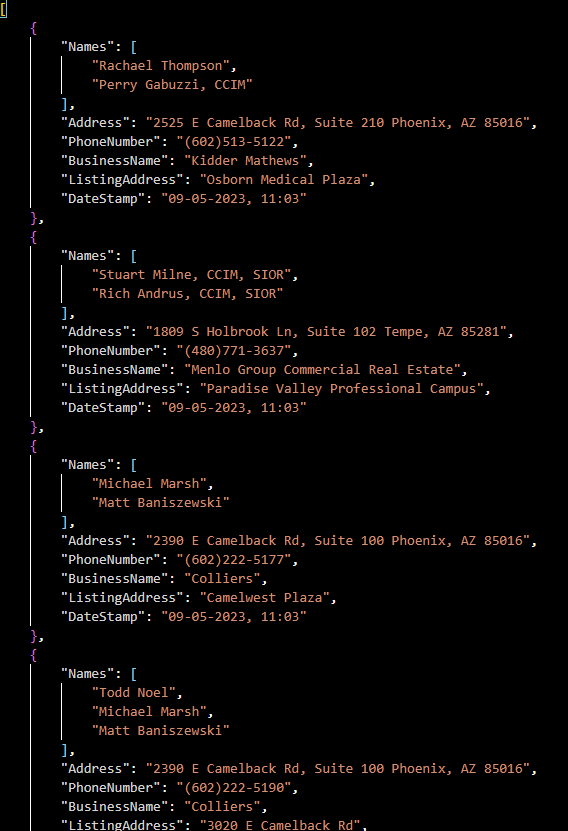 [
{
"Names": [
"Rachael Thompson",
"Perry Gabuzzi, CCIM"
],
"Address": "2525 E Camelback Rd, Suite 210 Phoenix, AZ 85016",
"PhoneNumber": "(602)513-5122",
"BusinessName": "Kidder Mathews",
"ListingAddress": "Osborn Medical Plaza",
"DateStamp": "09-05-2023, 11:03"
},
{
"Names": [
"Stuart Milne, CCIM, SIOR",
"Rich Andrus, CCIM, SIOR"
],
"Address": "1809 S Holbrook Ln, Suite 102 Tempe, AZ 85281",
"PhoneNumber": "(480)771-3637",
"BusinessName": "Menlo Group Commercial Real Estate",
"ListingAddress": "Paradise Valley Professional Campus",
"DateStamp": "09-05-2023, 11:03"
},
{
"Names": [
"Michael Marsh",
"Matt Baniszewski"
],
"Address": "2390 E Camelback Rd, Suite 100 Phoenix, AZ 85016",
"PhoneNumber": "(602)222-5177",
"BusinessName": "Colliers",
"ListingAddress": "Camelwest Plaza",
"DateStamp": "09-05-2023, 11:03"
},
{
"Names": [
"Todd Noel",
"Michael Marsh",
"Matt Baniszewski"
],
"Address": "2390 E Camelback Rd, Suite 100 Phoenix, AZ 85016",
"PhoneNumber": "(602)222-5190",
"BusinessName": "Colliers",
"ListingAddress": "3020 E Camelback Rd",